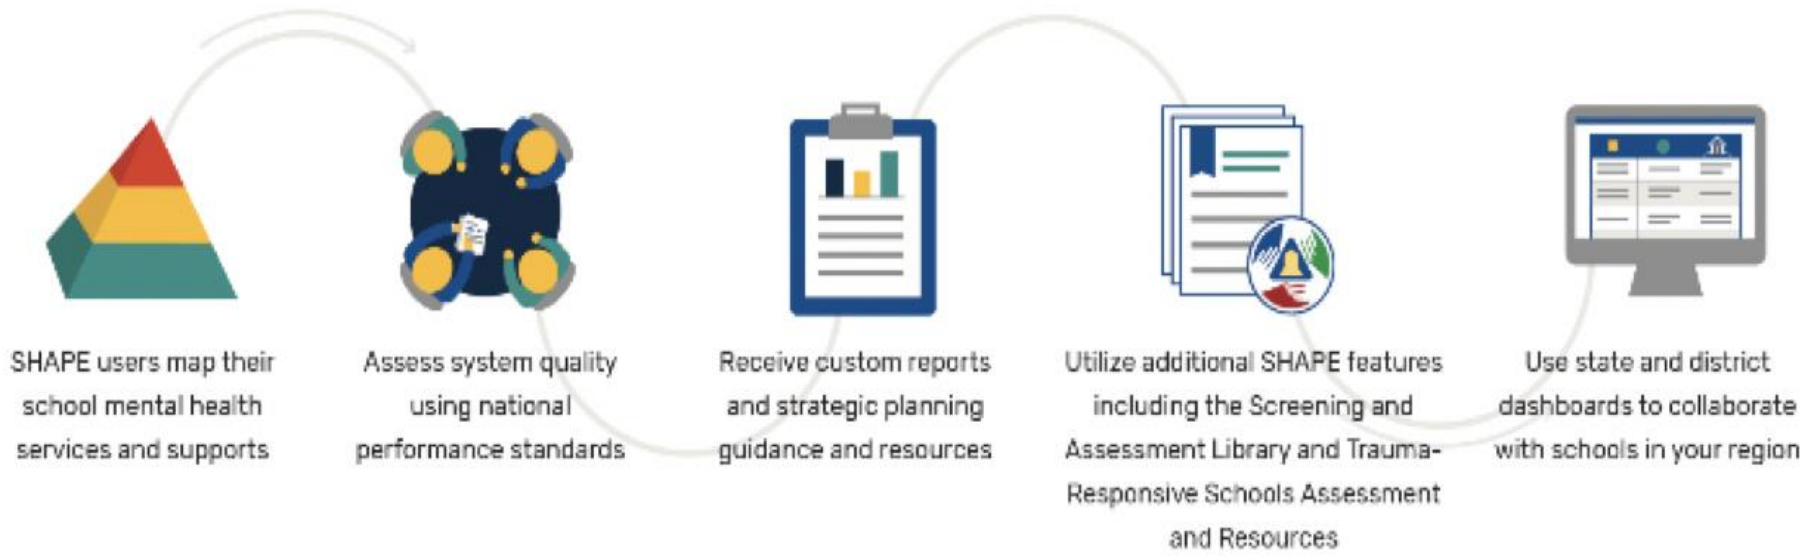 SHAPE users map their
school mental health
services and supports
Assess system quality
using national
performance standards
Receive custom reports
and strategic planning
guidance and resources
Utilize additional SHAPE features
including the Screening and
Assessment Library and Trauma-
Responsive Schools Assessment
and Resources
Use state and district
dashboards to collaborate
with schools in your region